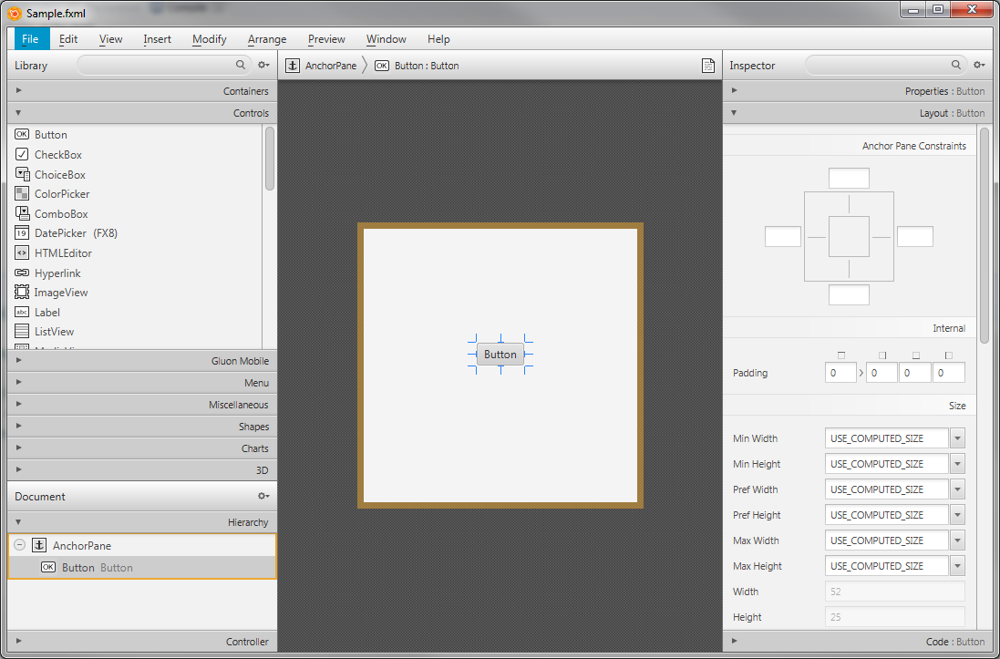 Sample.fxml
File Edit View Insert Modify Arrange Preview Window Help
Library
AnchorPane OK Button : Button
Inspector
Containers
Controls
OK Button
CheckBox
ChoiceBox
ColorPicker
ComboBox
19 DatePicker (FX8)
HTMLEditor
Hyperlink
ImageView
abc Label
ListView
Gluon Mobile
Menu
Miscellaneous
Shapes
Charts
3D
Document
Hierarchy
AnchorPane
OK Button Button
Controller
Button
Properties : Button
Layout : Button
Anchor Pane Constraints
Internal
Padding 0 0 0 0
Size
Min Width USE_COMPUTED_SIZE
Min Height USE_COMPUTED_SIZE
Pref Width USE_COMPUTED_SIZE
Pref Height USE_COMPUTED_SIZE
Max Width USE_COMPUTED_SIZE
Max Height USE_COMPUTED_SIZE
Width 52
Height 25
Code : Button